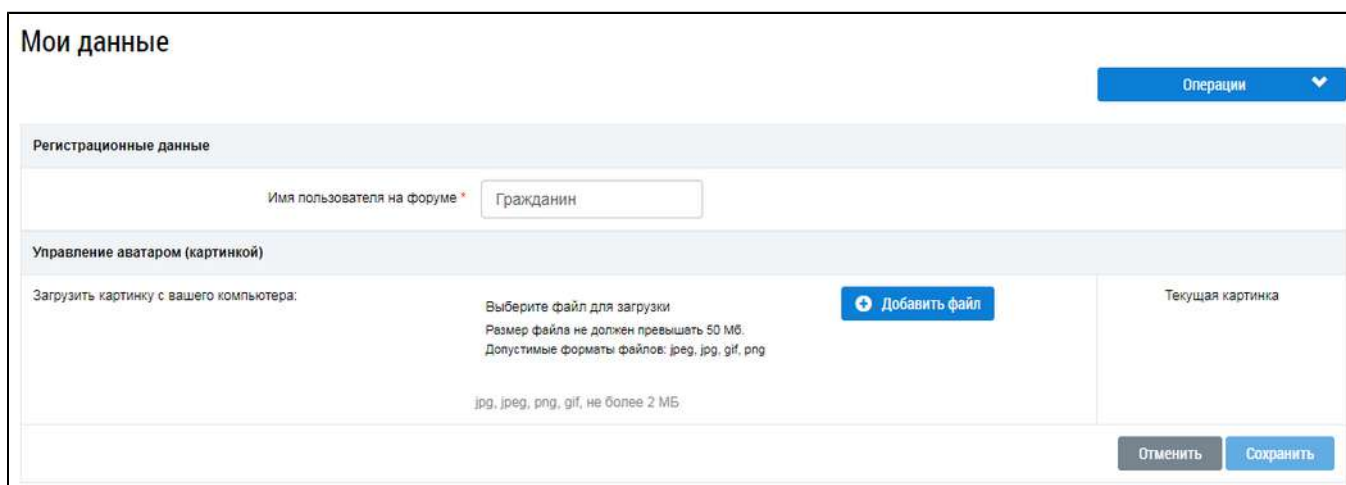 Мои данные
Операции
Регистрационные данные
Имя пользователя на форуме *
Гражданин
Управление аватаром (картинкой)
Загрузить картинку с вашего компьютера:
Выберите файл для загрузки
Добавить файл
Размер файла не должен превышать 50 Мб.
Допустимые форматы файлов: jpeg, jpg, gif, png
jpg, jpeg, png, gif, не более 2 МБ
Текущая картинка
Отменить
Сохранить